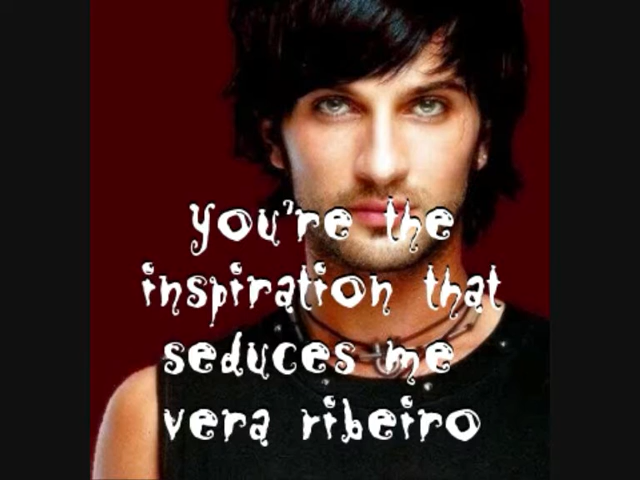 you're the
inspiration that
seduces me
vera ribeiro